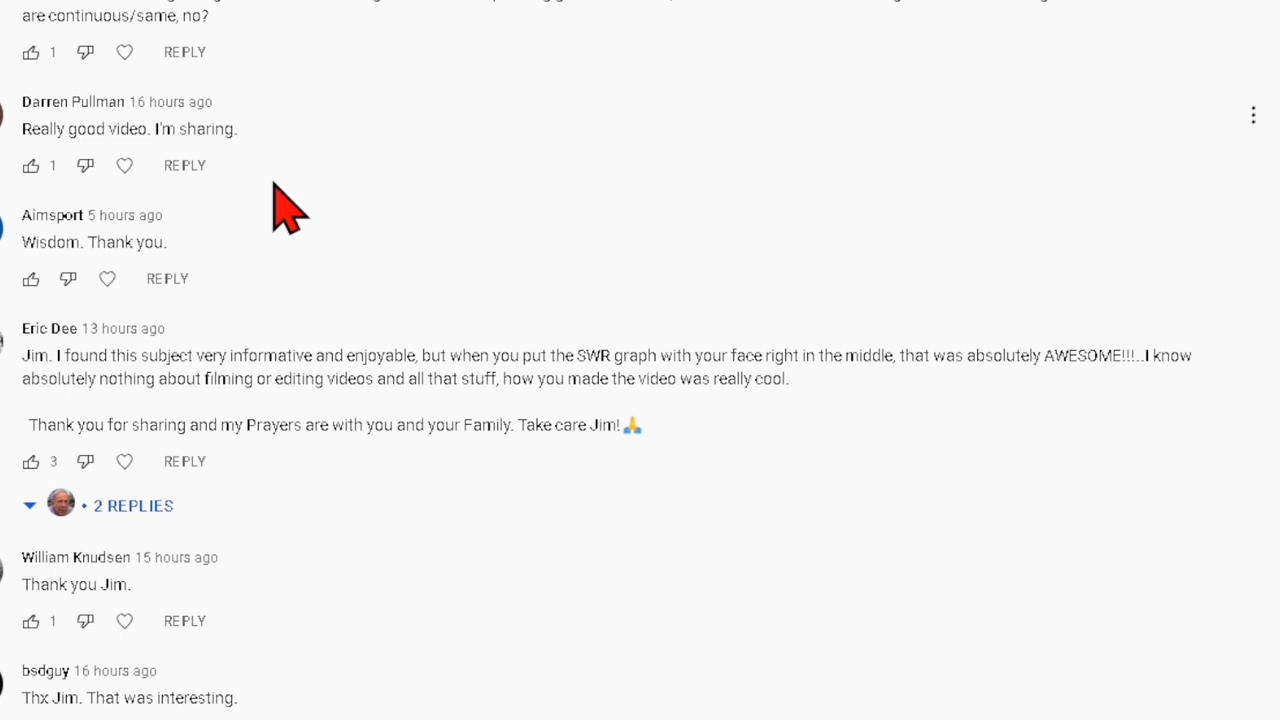 are continuous/same, no?
1 REPLY
Darren Pullman 16 hours ago
Really good video. I'm sharing.
1 REPLY
Aimsport 5 hours ago
Wisdom. Thank you.
REPLY
Eric Dee 13 hours ago
Jim. I found this subject very informative and enjoyable, but when you put the SWR graph with your face right in the middle, that was absolutely AWESOME!!!...I know
absolutely nothing about filming or editing videos and all that stuff, how you made the video was really cool.
Thank you for sharing and my Prayers are with you and your Family. Take care Jim!🙏
3 REPLY
• 2 REPLIES
William Knudsen 15 hours ago
Thank you Jim.
1 REPLY
bsdguy 16 hours ago
Thx Jim. That was interesting.